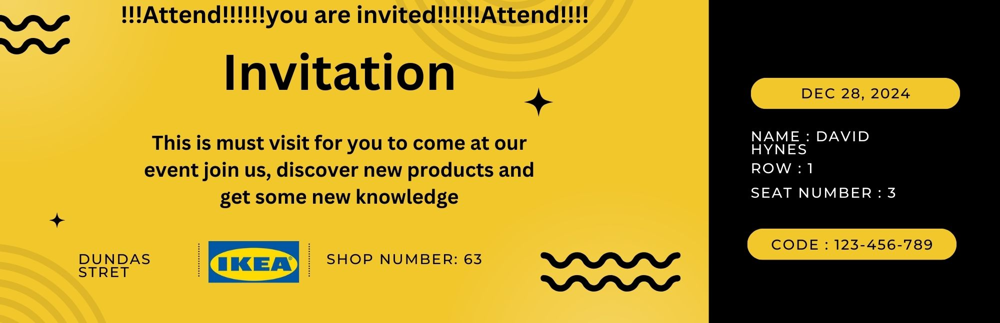 !!!Attend!!!!!!you are invited!!!!!!Attend!!!!
Invitation
This is must visit for you to come at our
event join us, discover new products and
get some new knowledge
DUNDAS
STRET
IKEA®
SHOP NUMBER: 63
DEC 28, 2024
NAME : DAVID
HYNES
ROW : 1
SEAT NUMBER : 3
CODE : 123-456-789